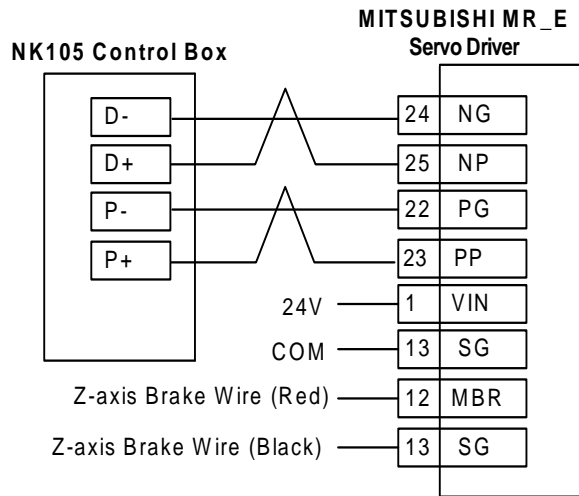 MITSUBISHI MR_E
Servo Driver
NK105 Control Box
D- 24 NG
D+ 25 NP
P- 22 PG
P+ 23 PP
24V 1 VIN
COM 13 SG
Z-axis Brake Wire (Red) 12 MBR
Z-axis Brake Wire (Black) 13 SG